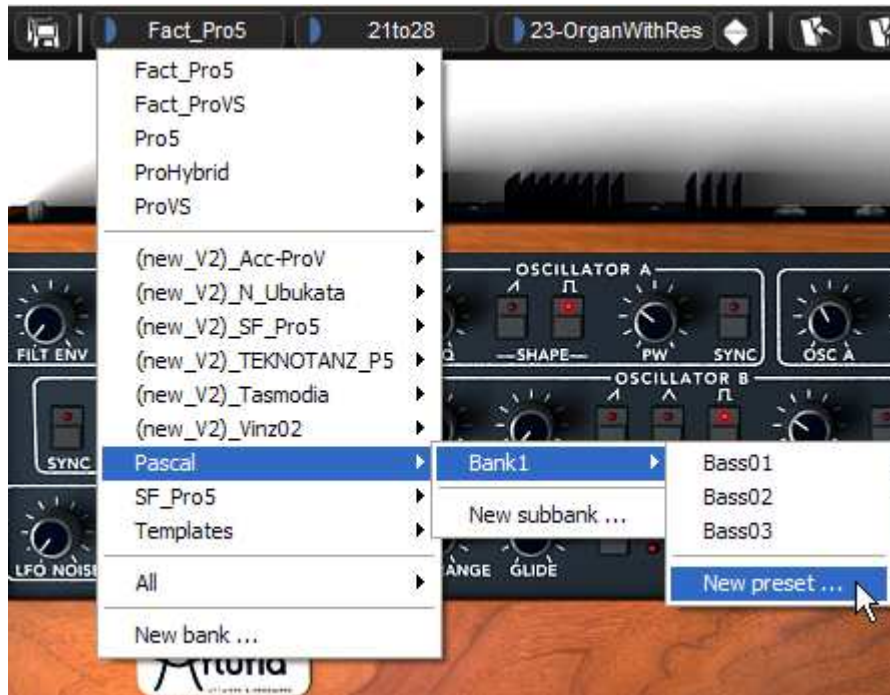 Fact_Pro5 21to28 23-OrganWithRes
Fact_Pro5
Fact_ProVS
Pro5
ProHybrid
ProVS
(new_V2)_Acc-ProV
(new_V2)_N_Ubukata
(new_V2)_SF_Pro5
(new_V2)_TEKNOTANZ_P5
(new_V2)_Tasmodia
(new_V2)_Vinz02
Pascal
SF_Pro5
Templates
All
New bank ...
Bank1
New subbank ...
Bass01
Bass02
Bass03
New preset ...
OSCILLATOR A
FILT ENV
SHAPE PW SYNC OSC A
OSCILLATOR B
SYNC
LFO NOISE
GLIDE